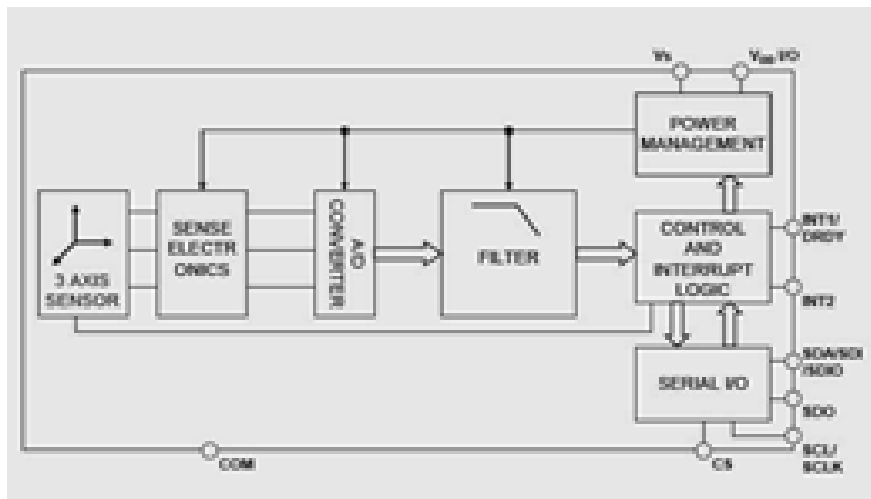 Vs
VDD I/O
POWER
MANAGEMENT
3 AXIS
SENSOR
SENSE
ELECTR
ONICS
A/D
CONVERTER
FILTER
CONTROL
AND
INTERRUPT
LOGIC
INT1/
DRDY
INT2
SERIAL I/O
SDA/SDI
/SDIO
SDO
SCL/
SCLK
COM
CS